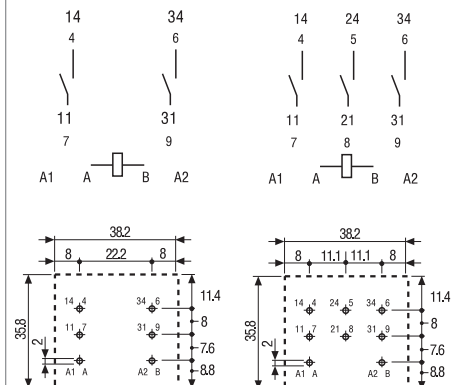 14 34
4 6
11 31
7 9
A1 A B A2
14 24 34
4 5 6
11 21 31
7 8 9
A1 A B A2
38.2
8 22.2 8
11.4
14 4 34 6
8
35.8
11 7 31 9
7.6
2
A1 A A2 B
8.8
38.2
8 11.1 11.1 8
11.4
14 4 24 5 34 6
8
35.8
11 7 21 8 31 9
7.6
2
A1 A A2 B
8.8